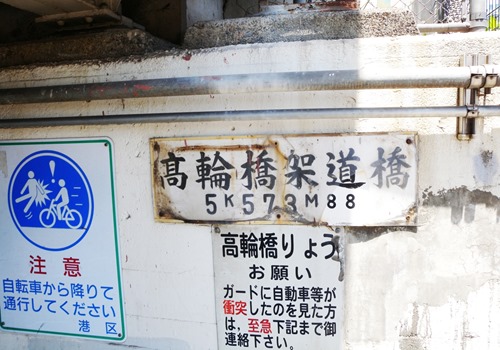 高輪橋架道橋
5K573M88
注意
自転車から降りて
通行してください
港区
高輪橋りょう
お願い
ガードに自動車等が
衝突したのを見た方
は,至急下記まで御
連絡下さい。